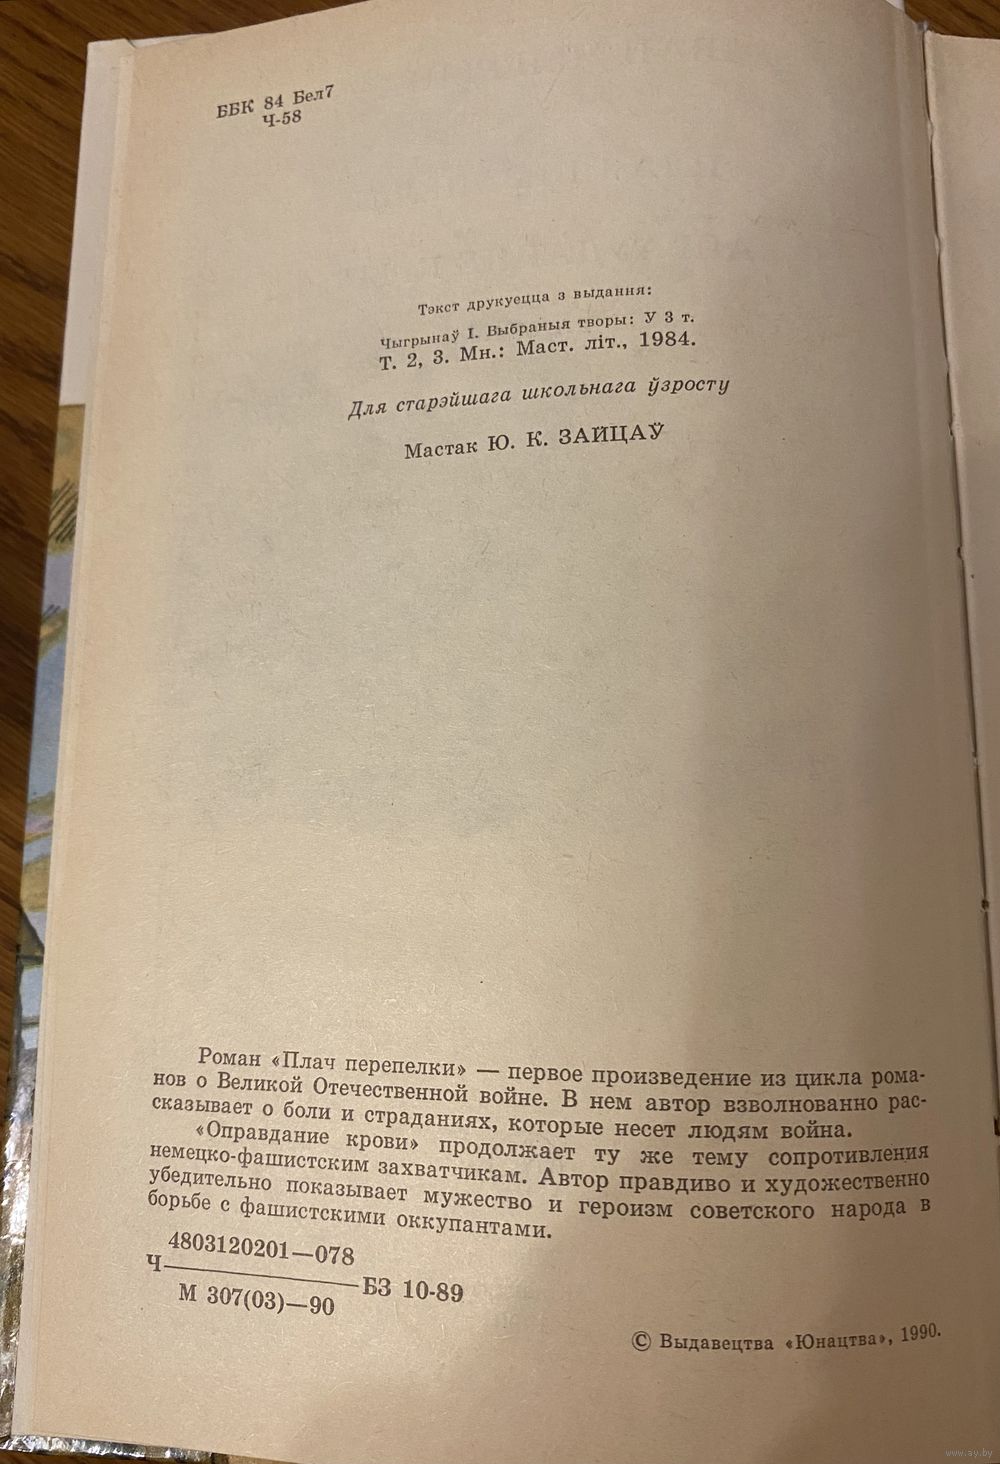 ББК 84 Бел7
Ч-58
Тэкст друкуецца з выдання:
Чыгрынаў І. Выбраныя творы: У 3 т.
Т. 2, 3. Мн.: Маст. літ., 1984.
Для старэйшага школьнага ўзросту
Мастак Ю. К. ЗАЙЦАЎ
Роман «Плач перепелки» — первое произведение из цикла рома-
нов о Великой Отечественной войне. В нем автор взволнованно рас-
сказывает о боли и страданиях, которые несет людям война.
«Оправдание крови» продолжает ту же тему сопротивления
немецко-фашистским захватчикам. Автор правдиво и художественно
убедительно показывает мужество и героизм советского народа в
борьбе с фашистскими оккупантами.
4803120201—078
Ч
БЗ 10-89
М 307(03)—90
© Выдавецтва «Юнацтва», 1990.
www.ay.by